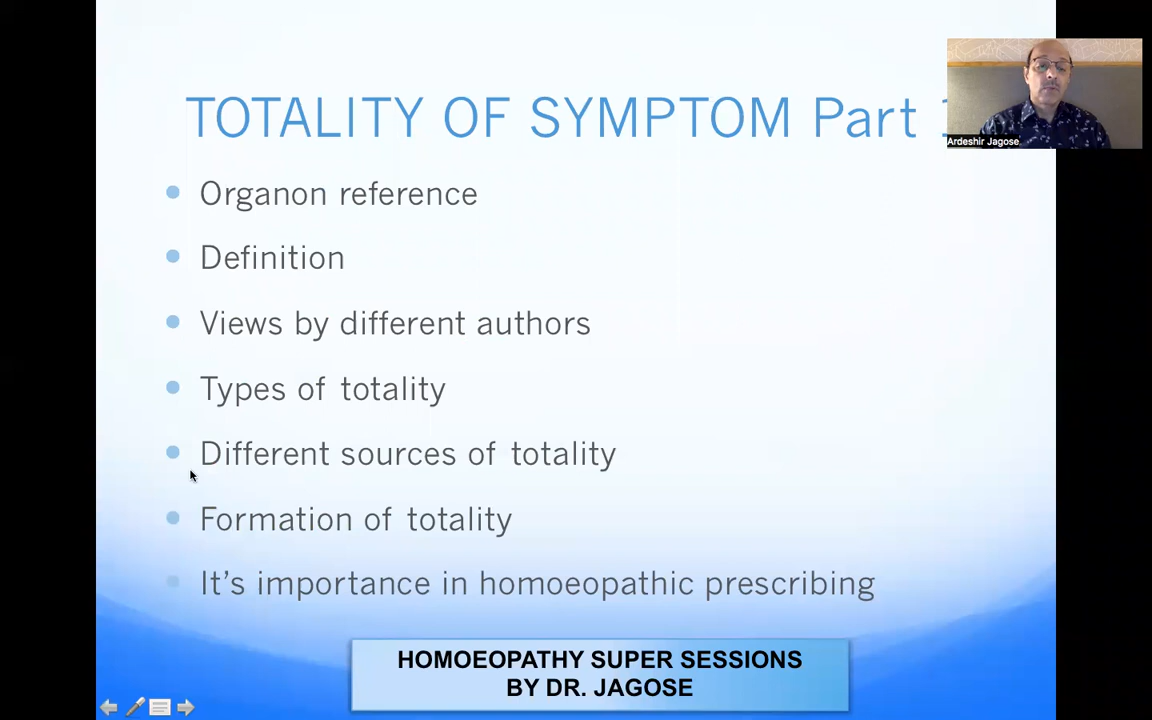 TOTALITY OF SYMPTOM Part
Ardeshir Jagose
Organon reference
Definition
Views by different authors
Types of totality
Different sources of totality
Formation of totality
It's importance in homoeopathic prescribing
HOMOEOPATHY SUPER SESSIONS
BY DR. JAGOSE